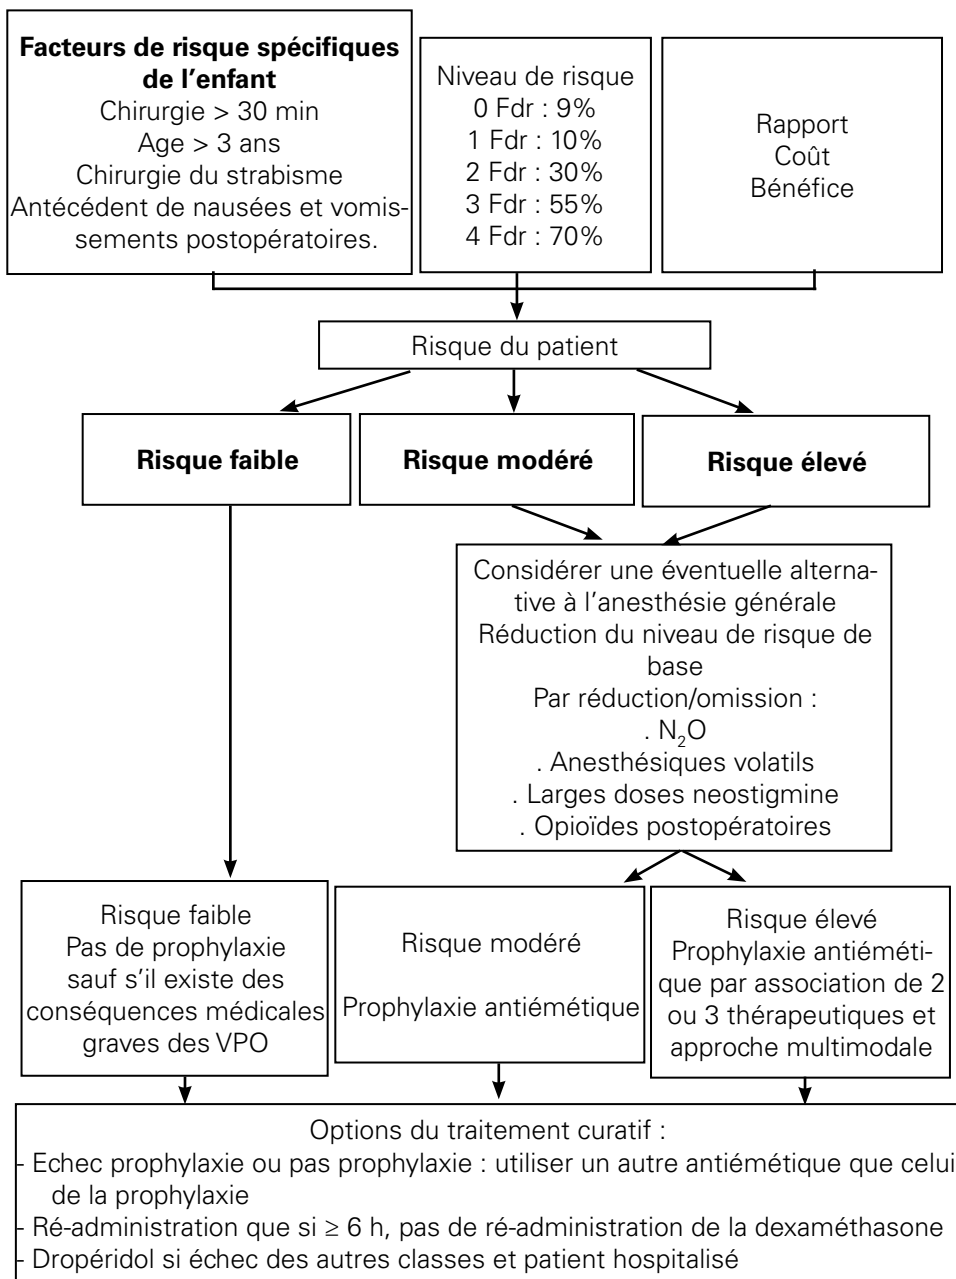 Facteurs de risque spécifiques
de l'enfant
Chirurgie > 30 min
Age > 3 ans
Chirurgie du strabisme
Antécédent de nausées et vomis-
sements postopératoires.
Niveau de risque
0 Fdr : 9%
1 Fdr : 10%
2 Fdr : 30%
3 Fdr : 55%
4 Fdr : 70%
Rapport
Coût
Bénéfice
Risque du patient
Risque faible
Risque modéré
Risque élevé
Considérer une éventuelle alterna-
tive à l'anesthésie générale
Réduction du niveau de risque de
base
Par réduction/omission :
. N₂O
. Anesthésiques volatils
. Larges doses neostigmine
. Opioïdes postopératoires
Risque faible
Pas de prophylaxie
sauf s'il existe des
conséquences médicales
graves des VPO
Risque modéré
Prophylaxie antiémétique
Risque élevé
Prophylaxie antiéméti-
que par association de 2
ou 3 thérapeutiques et
approche multimodale
Options du traitement curatif :
- Echec prophylaxie ou pas prophylaxie : utiliser un autre antiémétique que celui
de la prophylaxie
- Ré-administration que si ≥ 6 h, pas de ré-administration de la dexaméthasone
- Dropéridol si échec des autres classes et patient hospitalisé